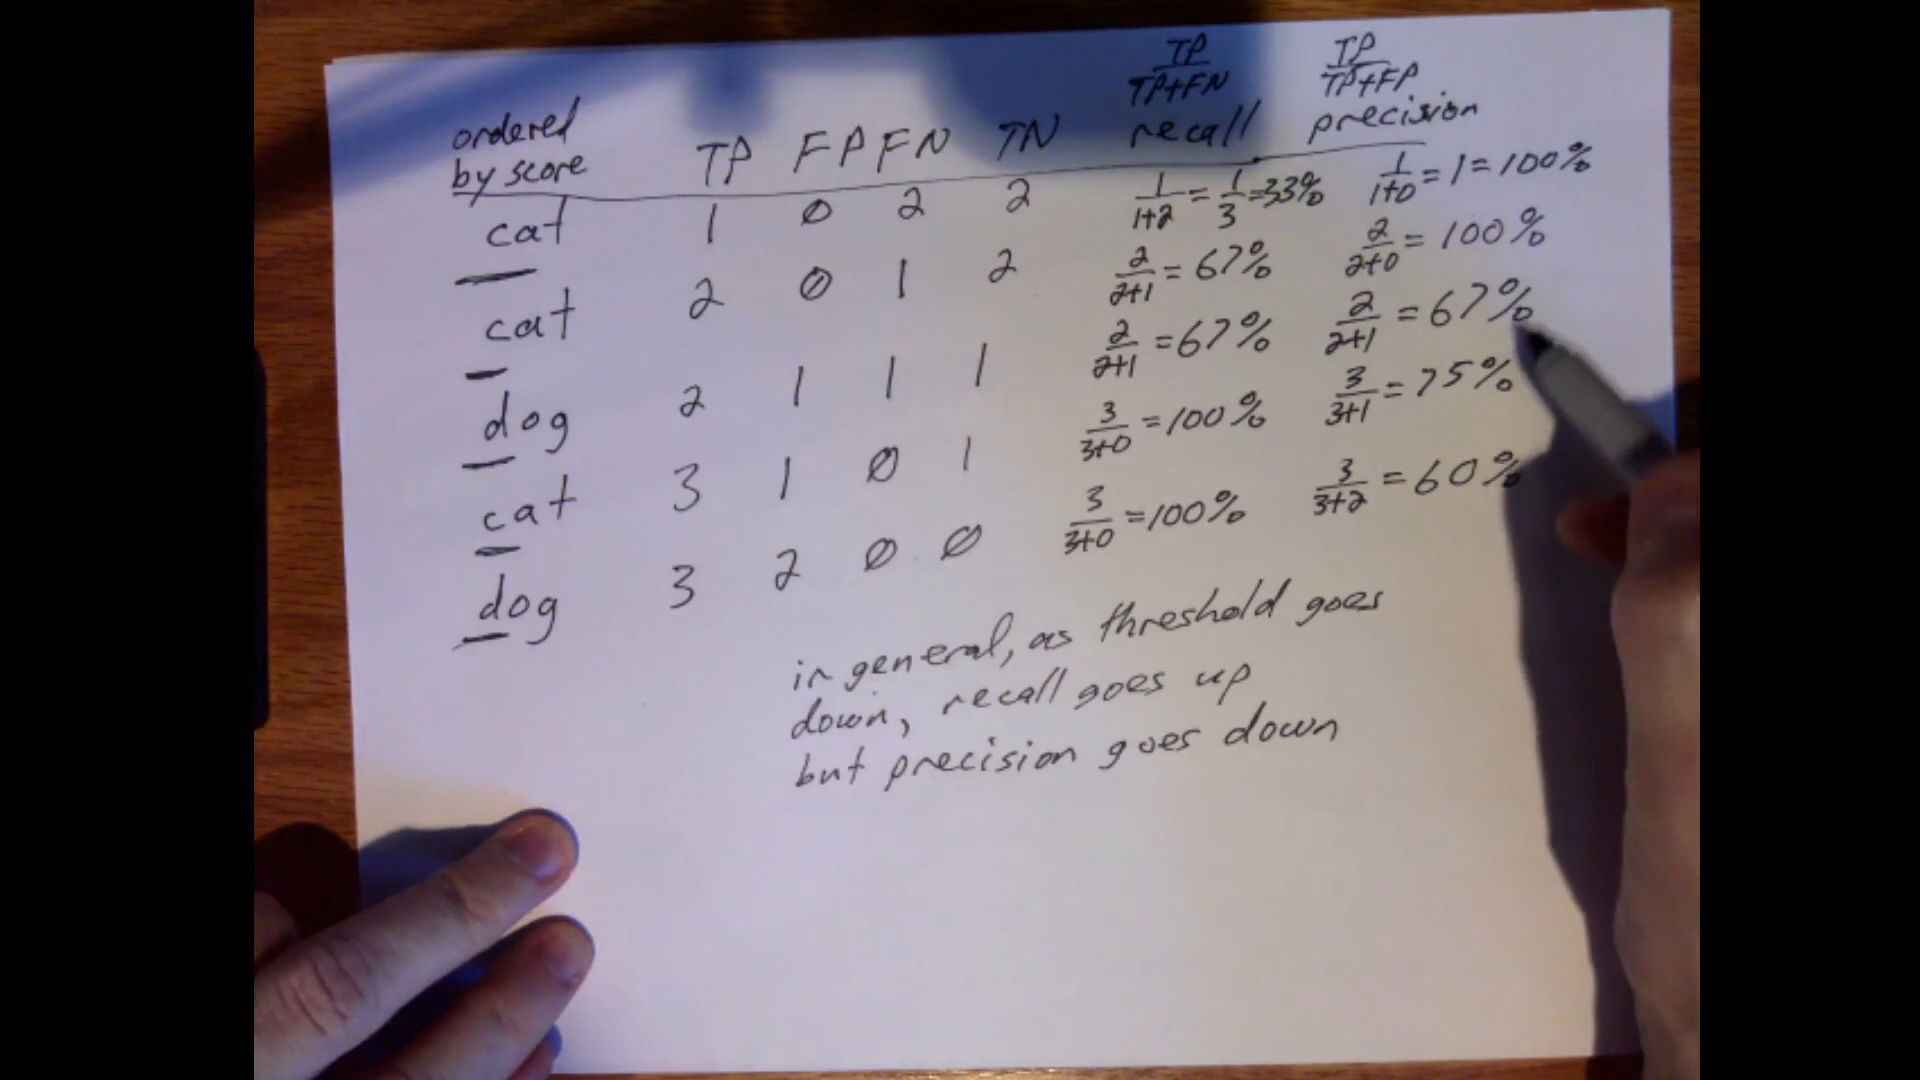 ordered
by score TP FP FN TN TP/TP+FN recall TP/TP+FP precision
cat 1 0 2 2 1/1+2 = 1/3 = 33% 1/1+0 = 1 = 100%
cat 2 0 1 2 2/2+1 = 67% 2/2+0 = 100%
dog 2 1 1 1 2/2+1 = 67% 2/2+1 = 67%
cat 3 1 0 1 3/3+0 = 100% 3/3+1 = 75%
dog 3 2 0 0 3/3+0 = 100% 3/3+2 = 60%
in general, as threshold goes
down, recall goes up
but precision goes down